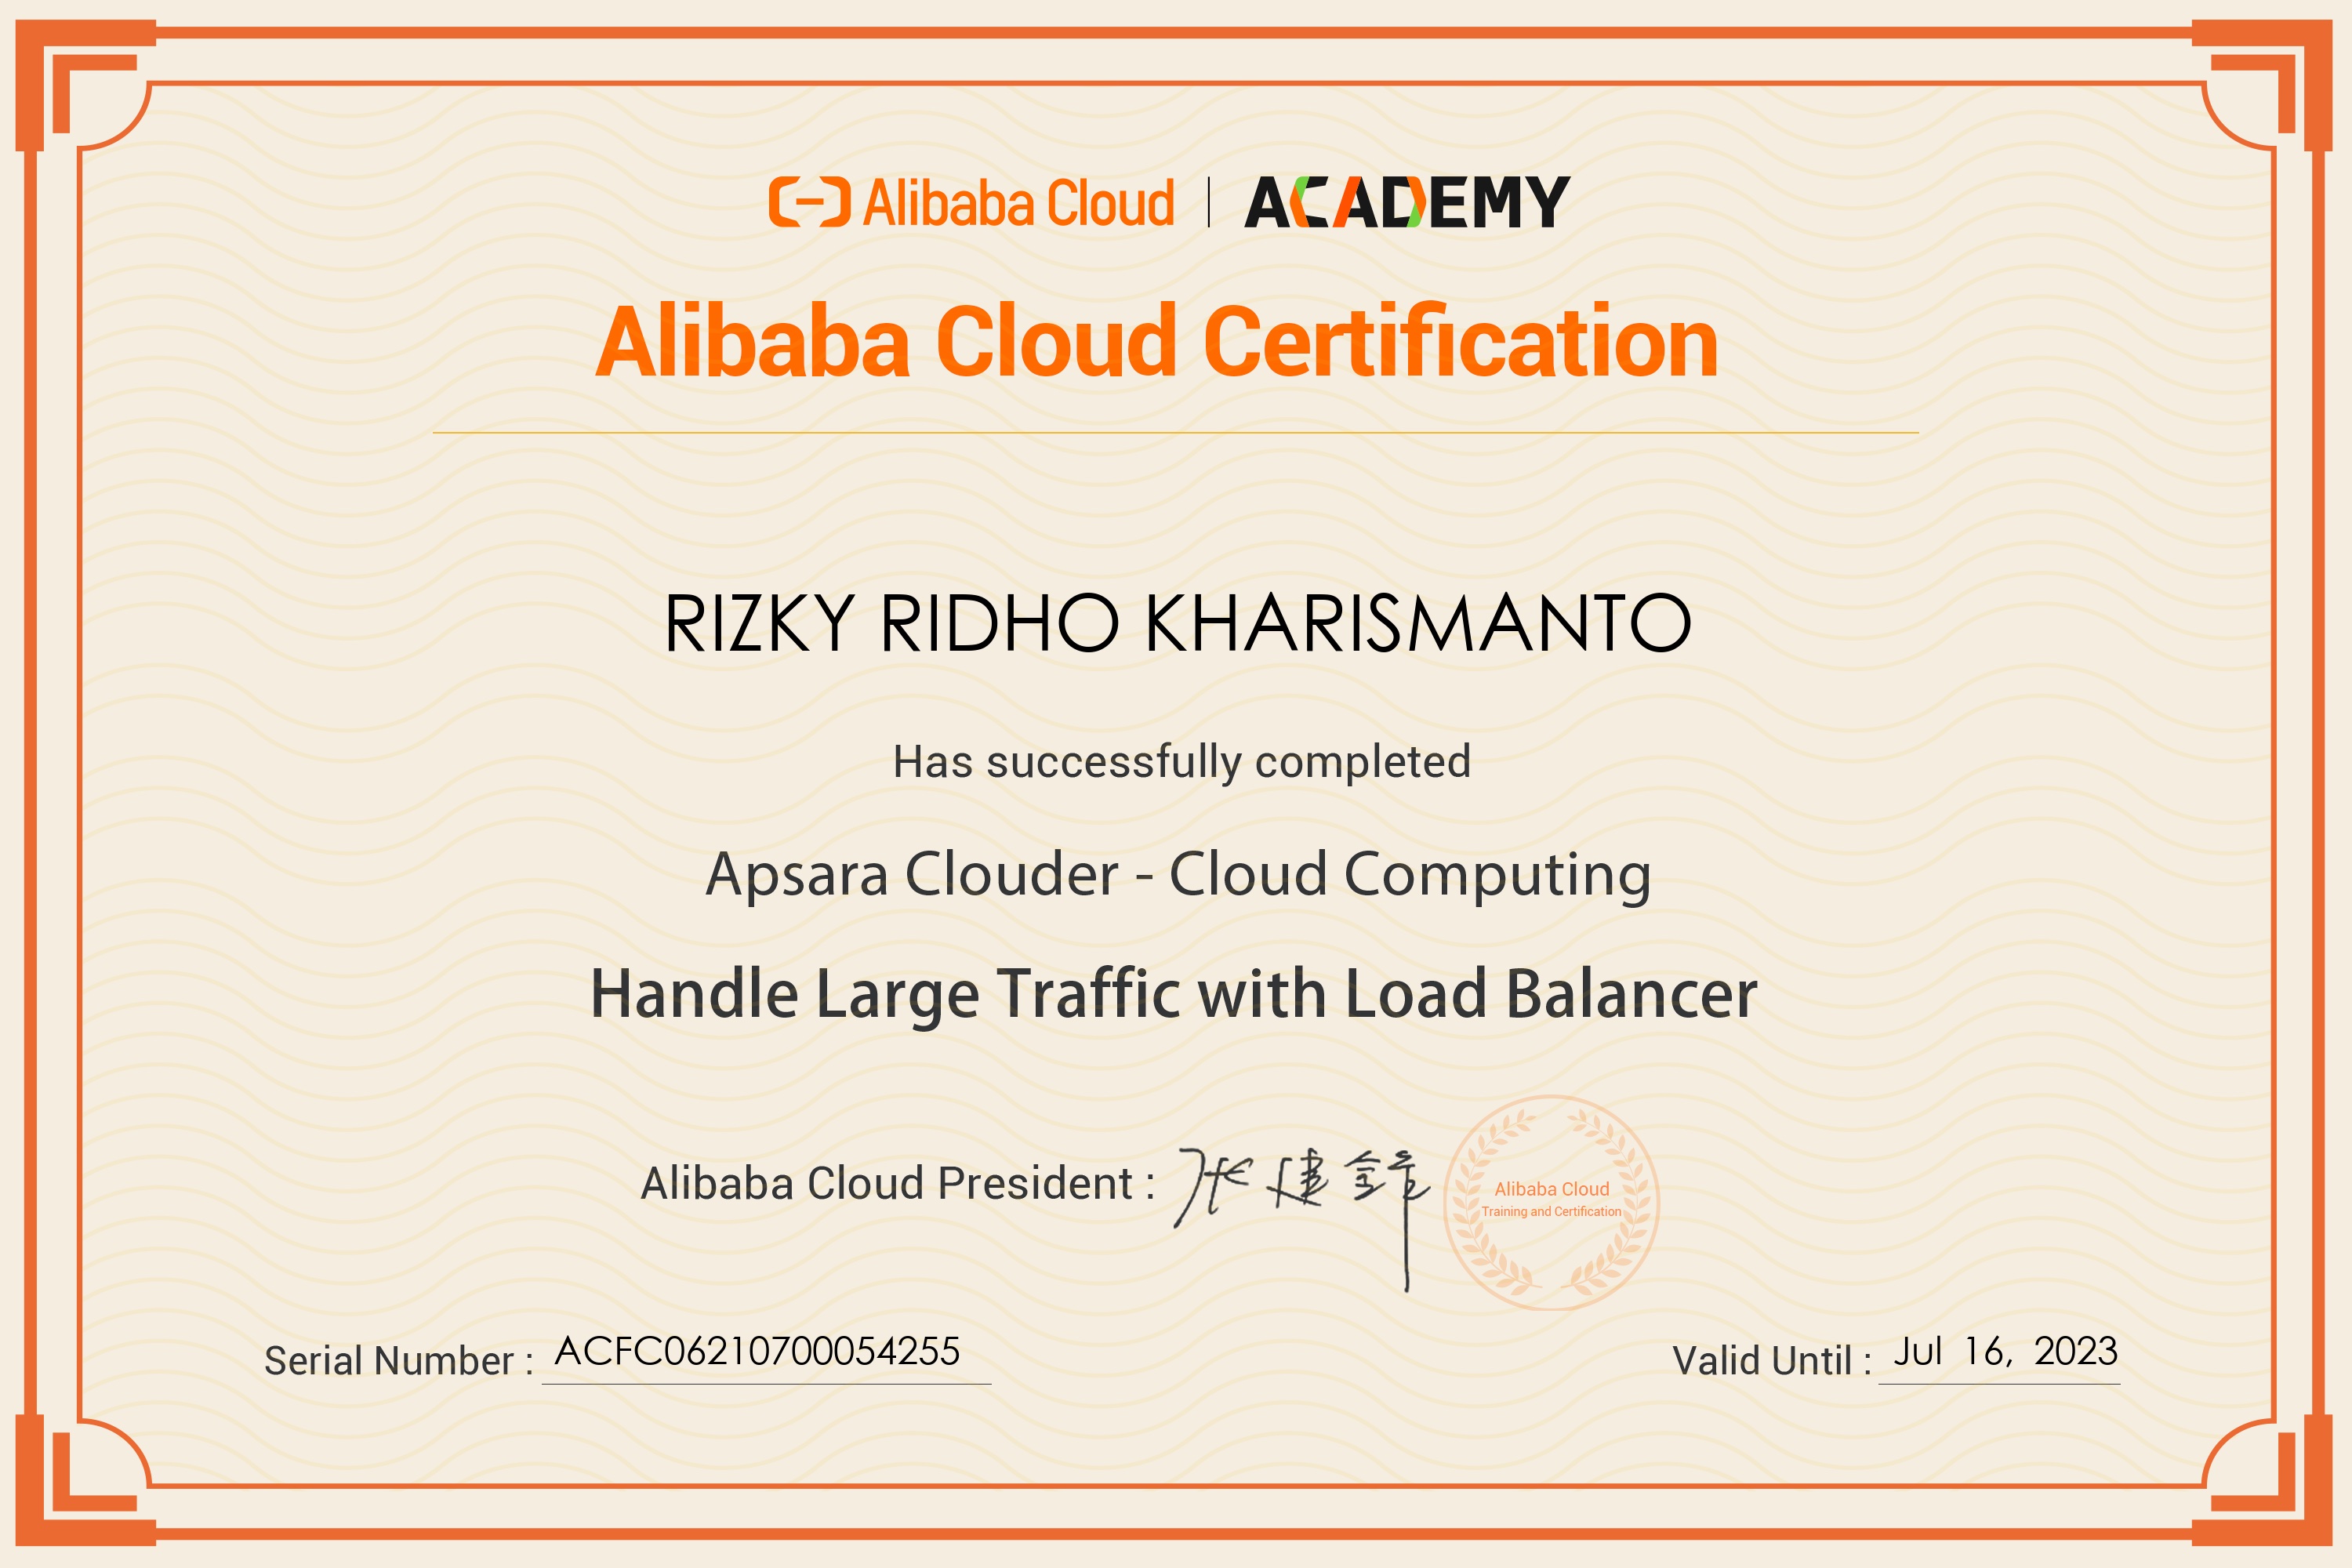 Alibaba Cloud | ACADEMY
Alibaba Cloud Certification
RIZKY RIDHO KHARISMANTO
Has successfully completed
Apsara Clouder - Cloud Computing
Handle Large Traffic with Load Balancer
Alibaba Cloud President : 张建锋
Alibaba Cloud
Training and Certification
Serial Number : ACFC06210700054255
Valid Until : Jul 16, 2023